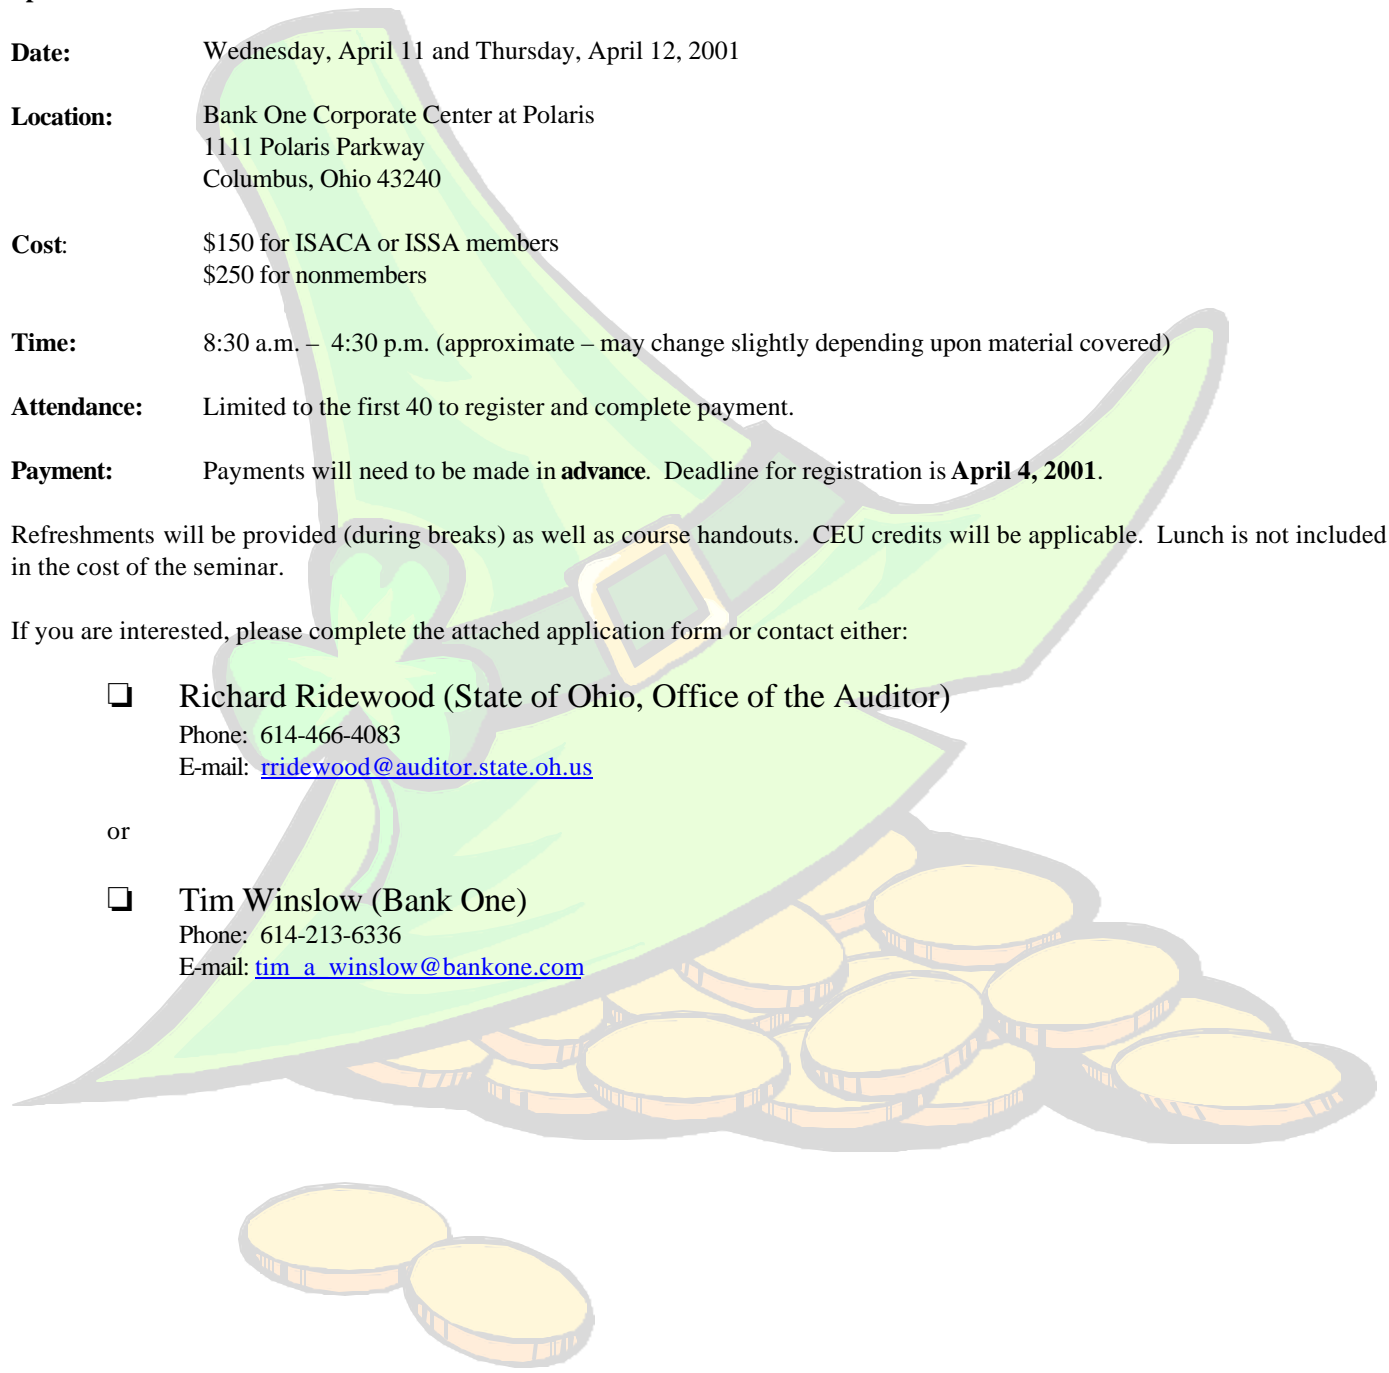 Date: Wednesday, April 11 and Thursday, April 12, 2001
Location: Bank One Corporate Center at Polaris
1111 Polaris Parkway
Columbus, Ohio 43240
Cost: $150 for ISACA or ISSA members
$250 for nonmembers
Time: 8:30 a.m. – 4:30 p.m. (approximate – may change slightly depending upon material covered)
Attendance: Limited to the first 40 to register and complete payment.
Payment: Payments will need to be made in advance. Deadline for registration is April 4, 2001.
Refreshments will be provided (during breaks) as well as course handouts. CEU credits will be applicable. Lunch is not included
in the cost of the seminar.
If you are interested, please complete the attached application form or contact either:
❏ Richard Ridewood (State of Ohio, Office of the Auditor)
Phone: 614-466-4083
E-mail: rridewood@auditor.state.oh.us
or
❏ Tim Winslow (Bank One)
Phone: 614-213-6336
E-mail: tim_a_winslow@bankone.com